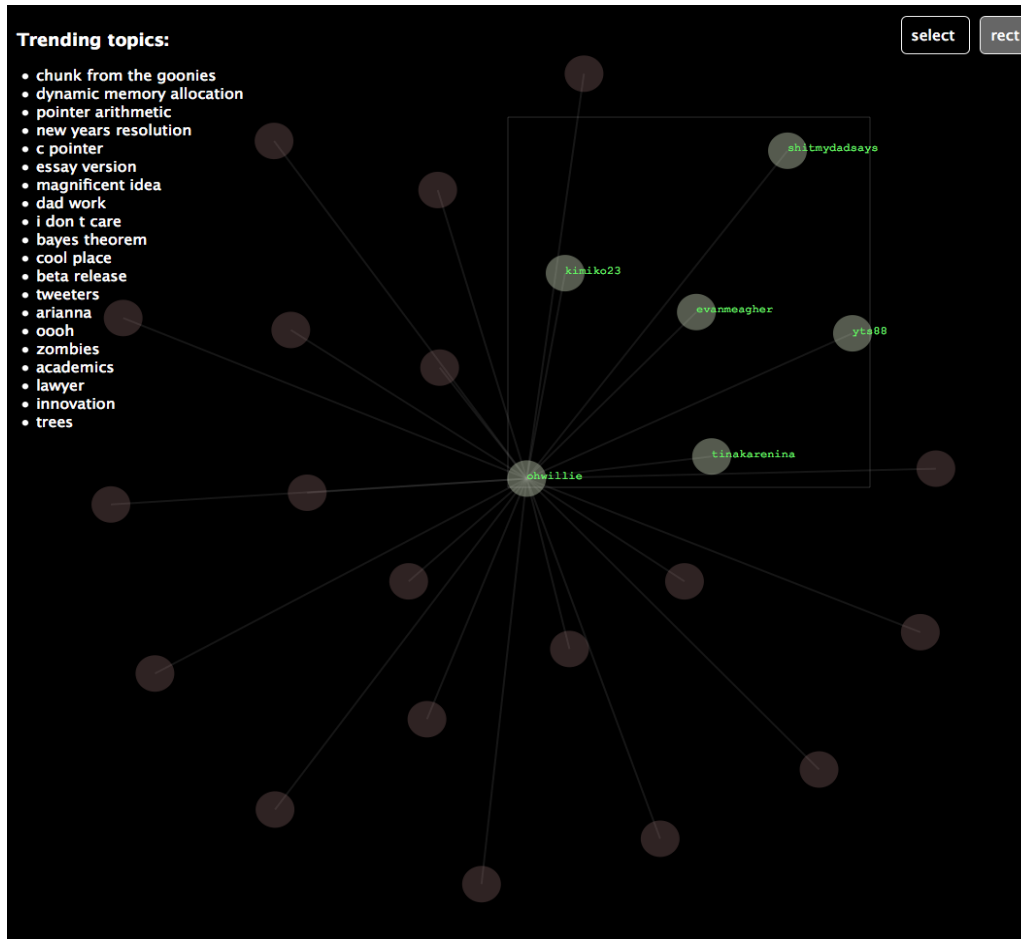 Trending topics:
select
rect
chunk from the goonies
dynamic memory allocation
pointer arithmetic
new years resolution
c pointer
essay version
magnificent idea
dad work
i don t care
bayes theorem
cool place
beta release
tweeters
arianna
oooh
zombies
academics
lawyer
innovation
trees
shitmydadsays
kimiko23
evanmeagher
yts88
tinakarenina
ohwillie